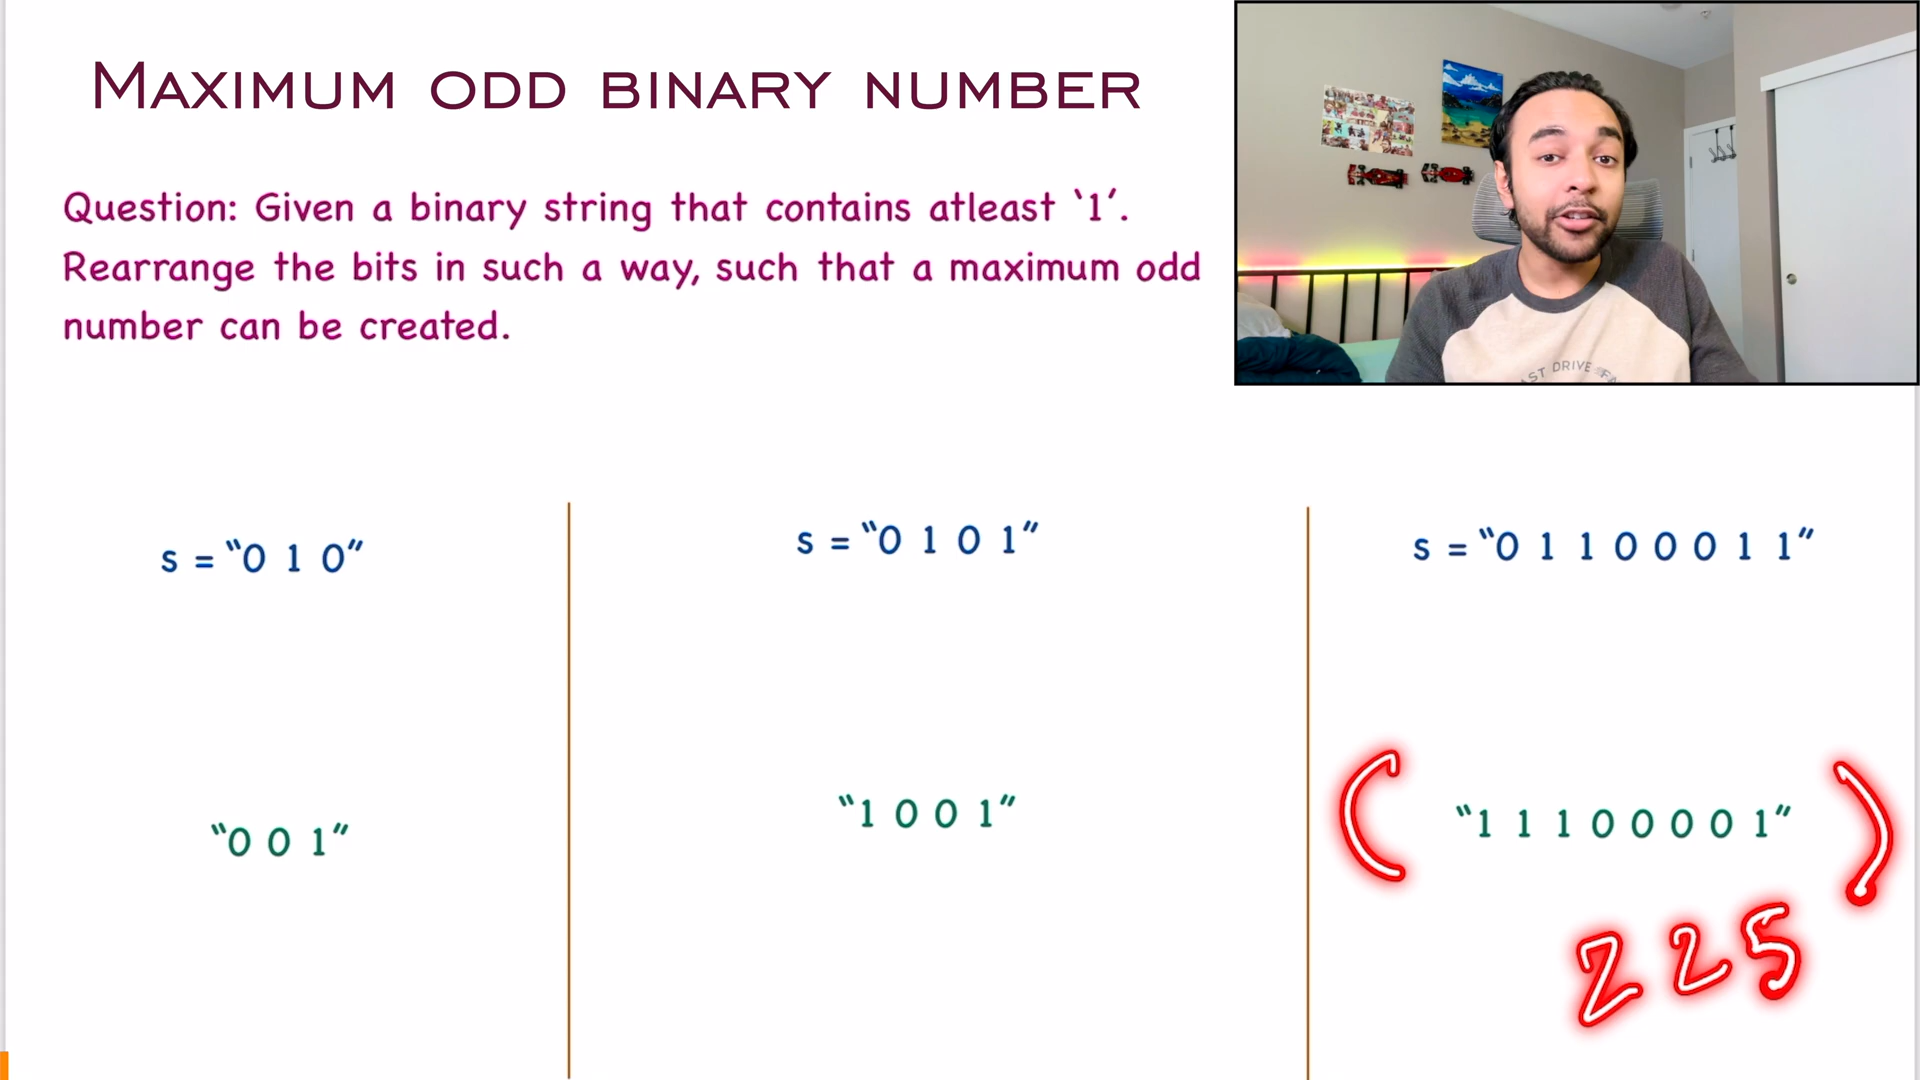 MAXIMUM ODD BINARY NUMBER
Question: Given a binary string that contains atleast ‘1’.
Rearrange the bits in such a way, such that a maximum odd
number can be created.
s = “0 1 0”
s = “0 1 0 1”
s = “0 1 1 0 0 0 1 1”
“0 0 1”
“1 0 0 1”
( “1 1 1 0 0 0 0 1” )
225
AST DRIVE FA